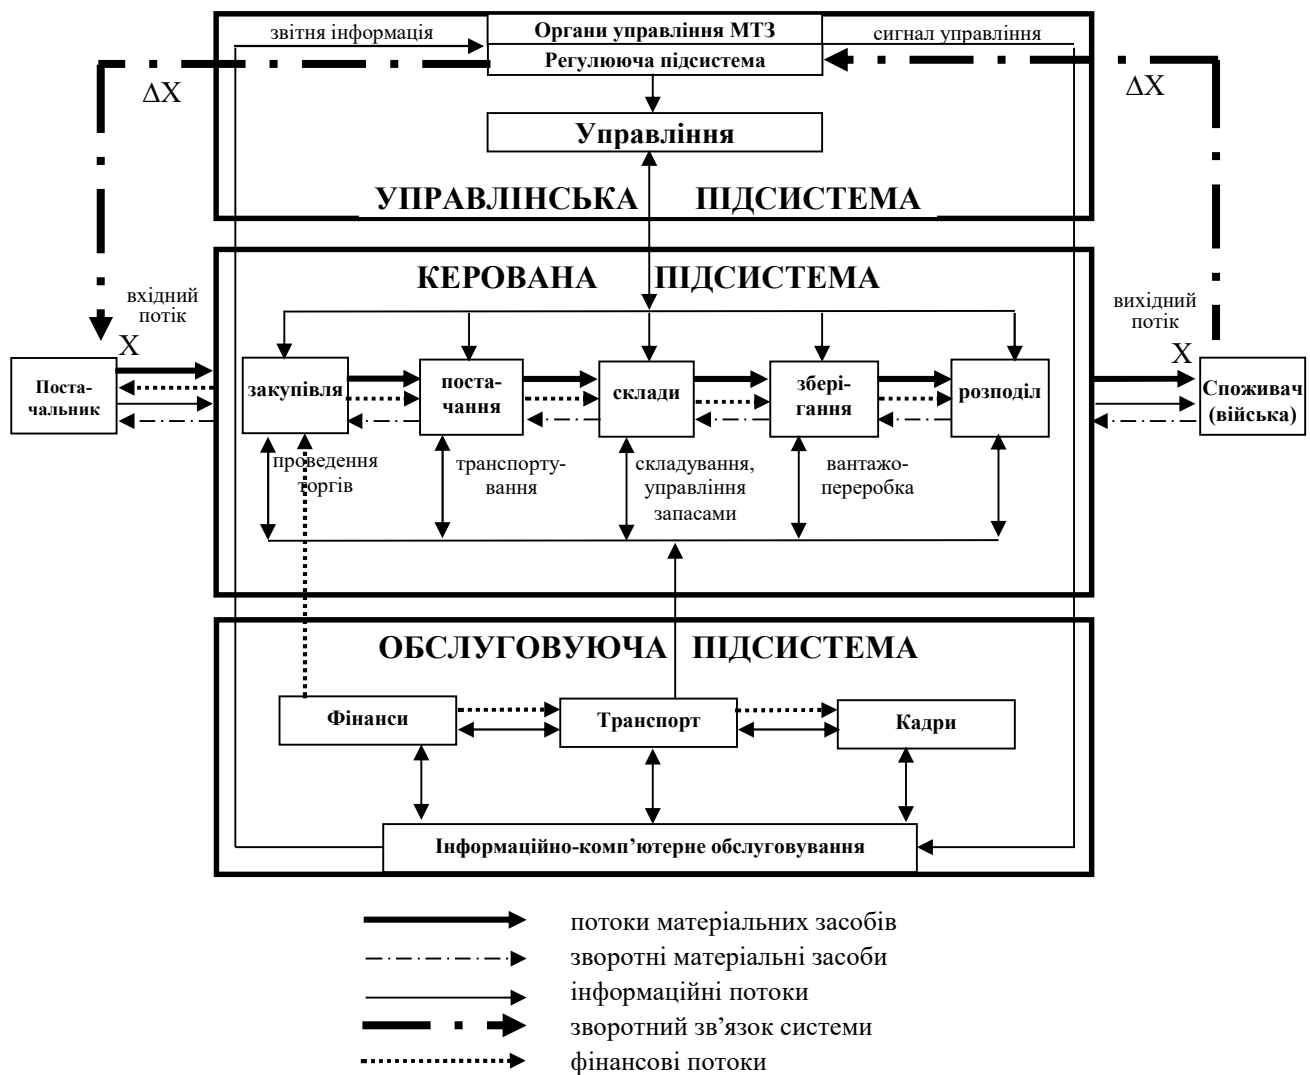 звітня інформація
Органи управління МТЗ
сигнал управління
Регулююча підсистема
ΔX
ΔX
Управління
УПРАВЛІНСЬКА ПІДСИСТЕМА
КЕРОВАНА ПІДСИСТЕМА
вхідний
потік
X
вихідний
потік
X
Поста-
чальник
закупівля
поста-
чання
склади
збері-
гання
розподіл
Споживач
(війська)
проведення
торгів
транспорту-
вання
складування,
управління
запасами
вантажо-
переробка
ОБСЛУГОВУЮЧА ПІДСИСТЕМА
Фінанси
Транспорт
Кадри
Інформаційно-комп’ютерне обслуговування
потоки матеріальних засобів
зворотні матеріальні засоби
інформаційні потоки
зворотний зв’язок системи
фінансові потоки